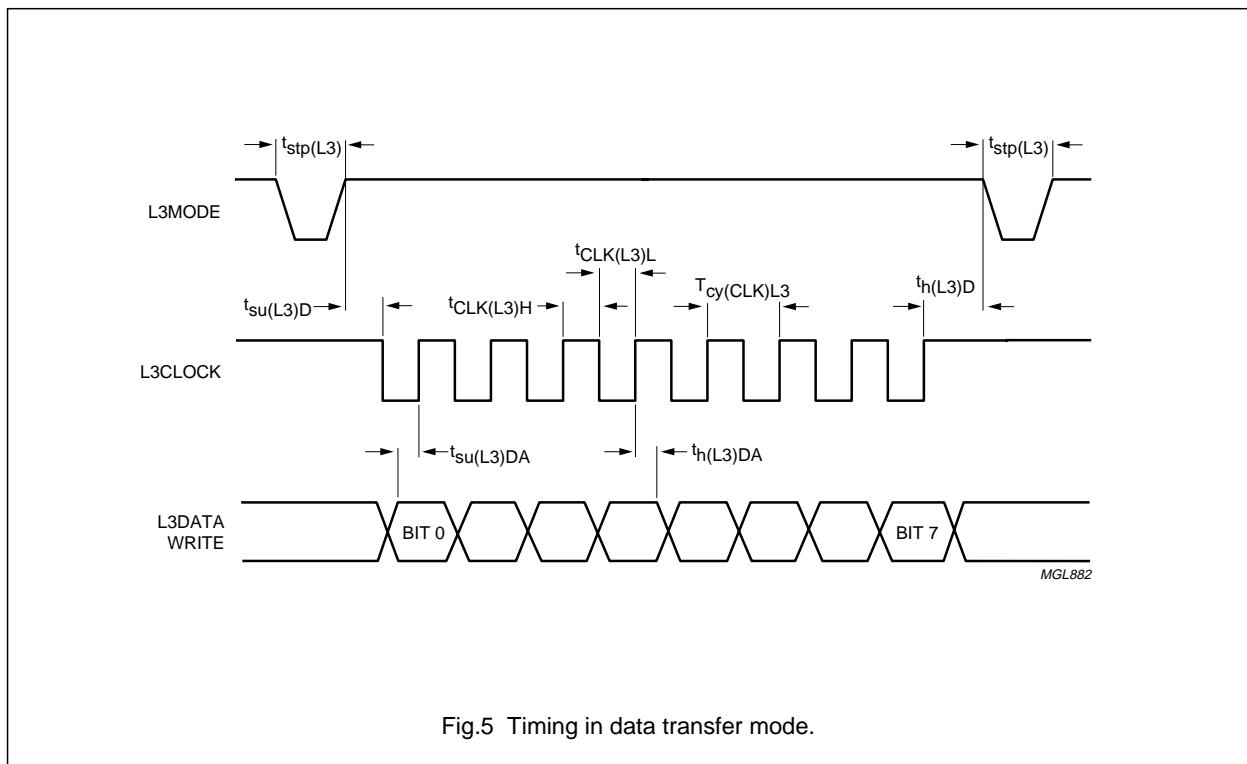 tstp(L3) tstp(L3)
L3MODE
tCLK(L3)L
tsu(L3)D tCLK(L3)H Tcy(CLK)L3 th(L3)D
L3CLOCK
tsu(L3)DA th(L3)DA
L3DATA
WRITE
BIT 0 BIT 7
MGL882
Fig.5 Timing in data transfer mode.